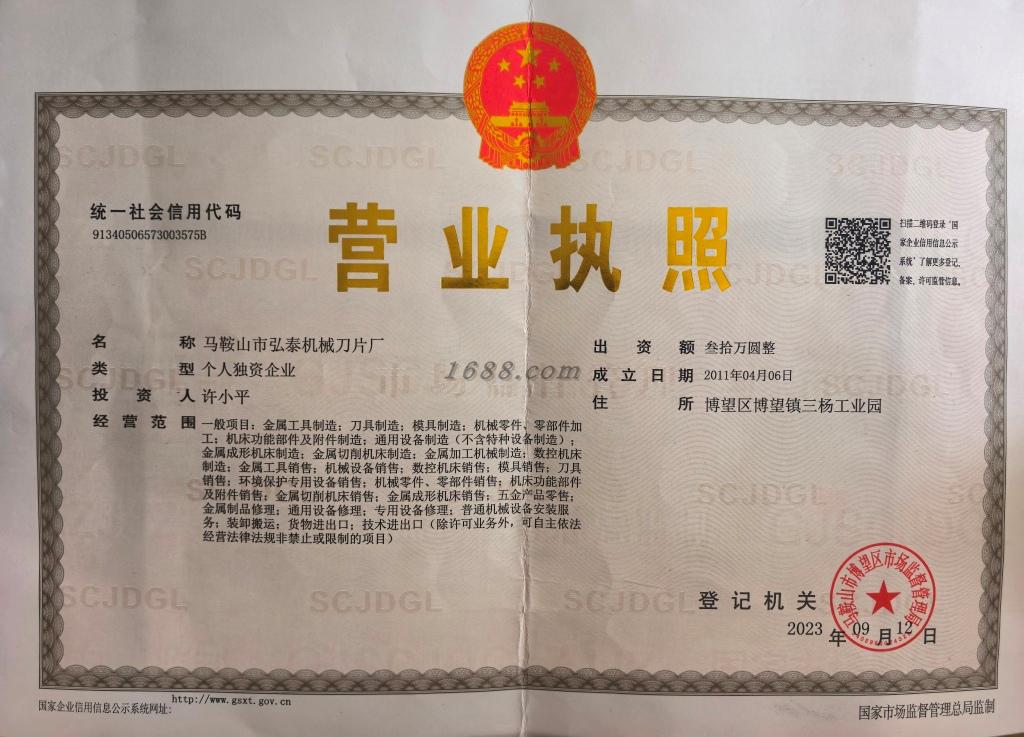 统一社会信用代码
91340506573003575B
营业执照
扫描二维码登录“国
家企业信用信息公示
系统”了解更多登记、
备案、许可监管信息。
名称 马鞍山市弘泰机械刀片厂
类型 个人独资企业
投资人 许小平
经营范围 一般项目：金属工具制造；刀具制造；模具制造；机械零件、零部件加
工；机床功能部件及附件制造；通用设备制造（不含特种设备制造）；
金属成形机床制造；金属切削机床制造；金属加工机械制造；数控机床
制造；金属工具销售；机械设备销售；数控机床销售；模具销售；刀具
销售；环境保护专用设备销售；机械零件、零部件销售；机床功能部件
及附件销售；金属切削机床销售；金属成形机床销售；五金产品零售；
金属制品修理；通用设备修理；专用设备修理；普通机械设备安装服
务；装卸搬运；货物进出口；技术进出口（除许可业务外，可自主依法
经营法律法规非禁止或限制的项目）
出资额 叁拾万圆整
成立日期 2011年04月06日
住所 博望区博望镇三杨工业园
1688.com
SCJDGL
登记机关
马鞍山市博望区市场监督管理局
2023年09月12日
国家企业信用信息公示系统网址：http://www.gsxt.gov.cn
国家市场监督管理总局监制